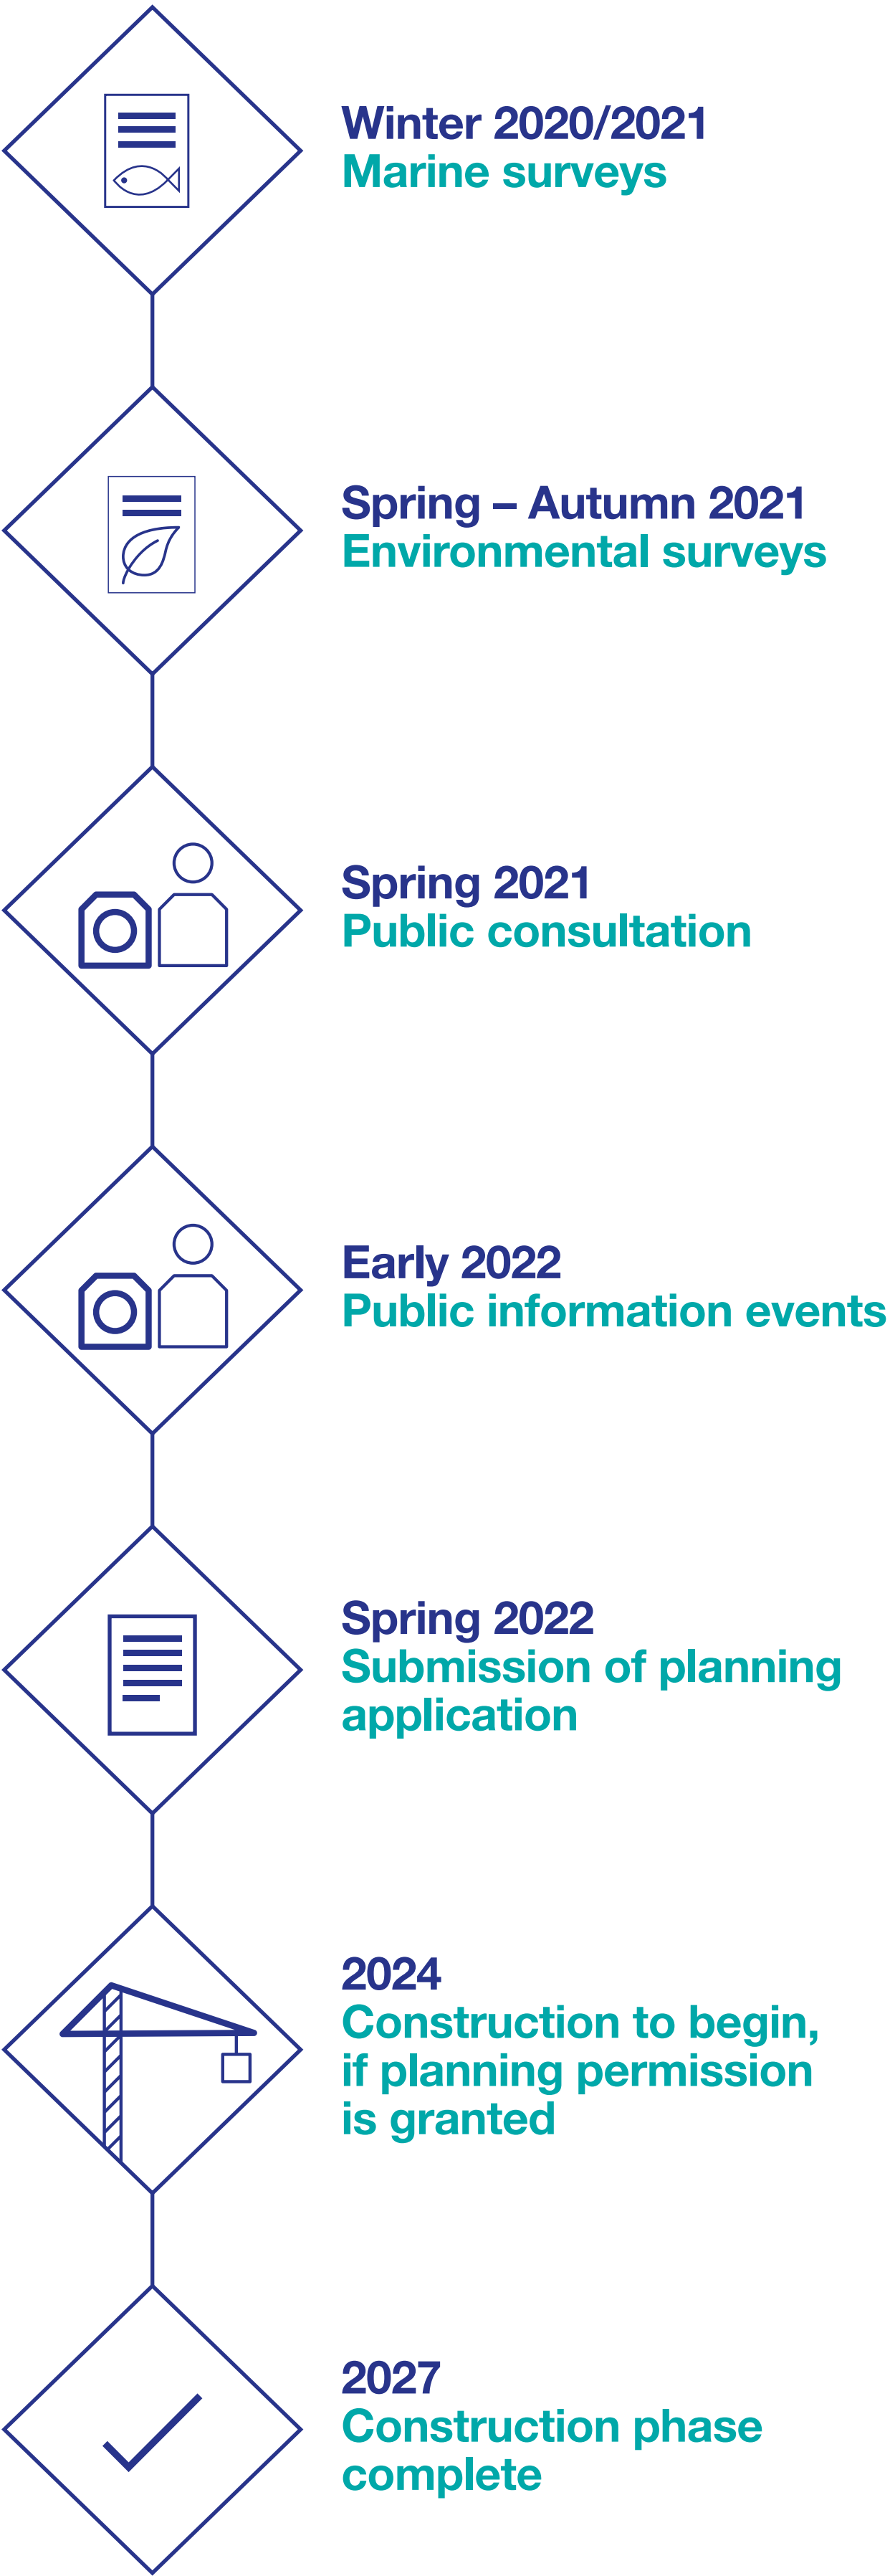 Winter 2020/2021
Marine surveys
Spring – Autumn 2021
Environmental surveys
Spring 2021
Public consultation
Early 2022
Public information events
Spring 2022
Submission of planning
application
2024
Construction to begin,
if planning permission
is granted
2027
Construction phase
complete